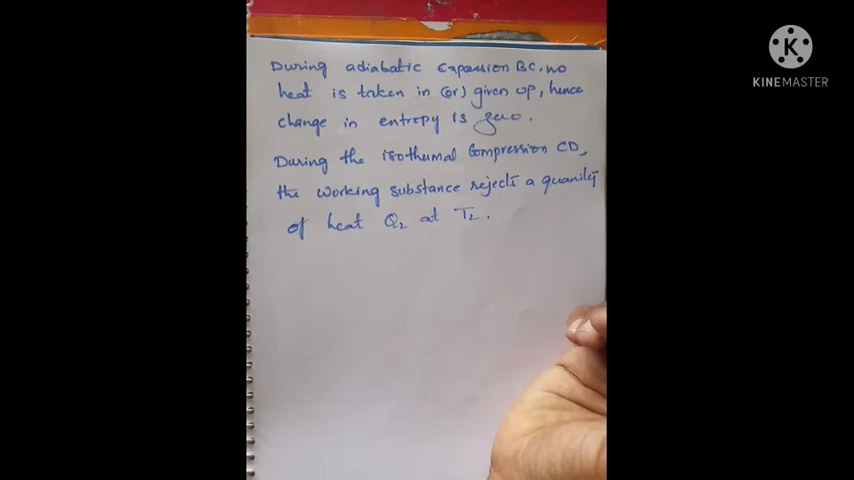 During adiabatic expansion BC, no
heat is taken in (or) given up, hence
change in entropy is zero.
During the isothermal Compression CD,
the working substance rejects a quanity
of heat Q2 at T2.
K
KINEMASTER